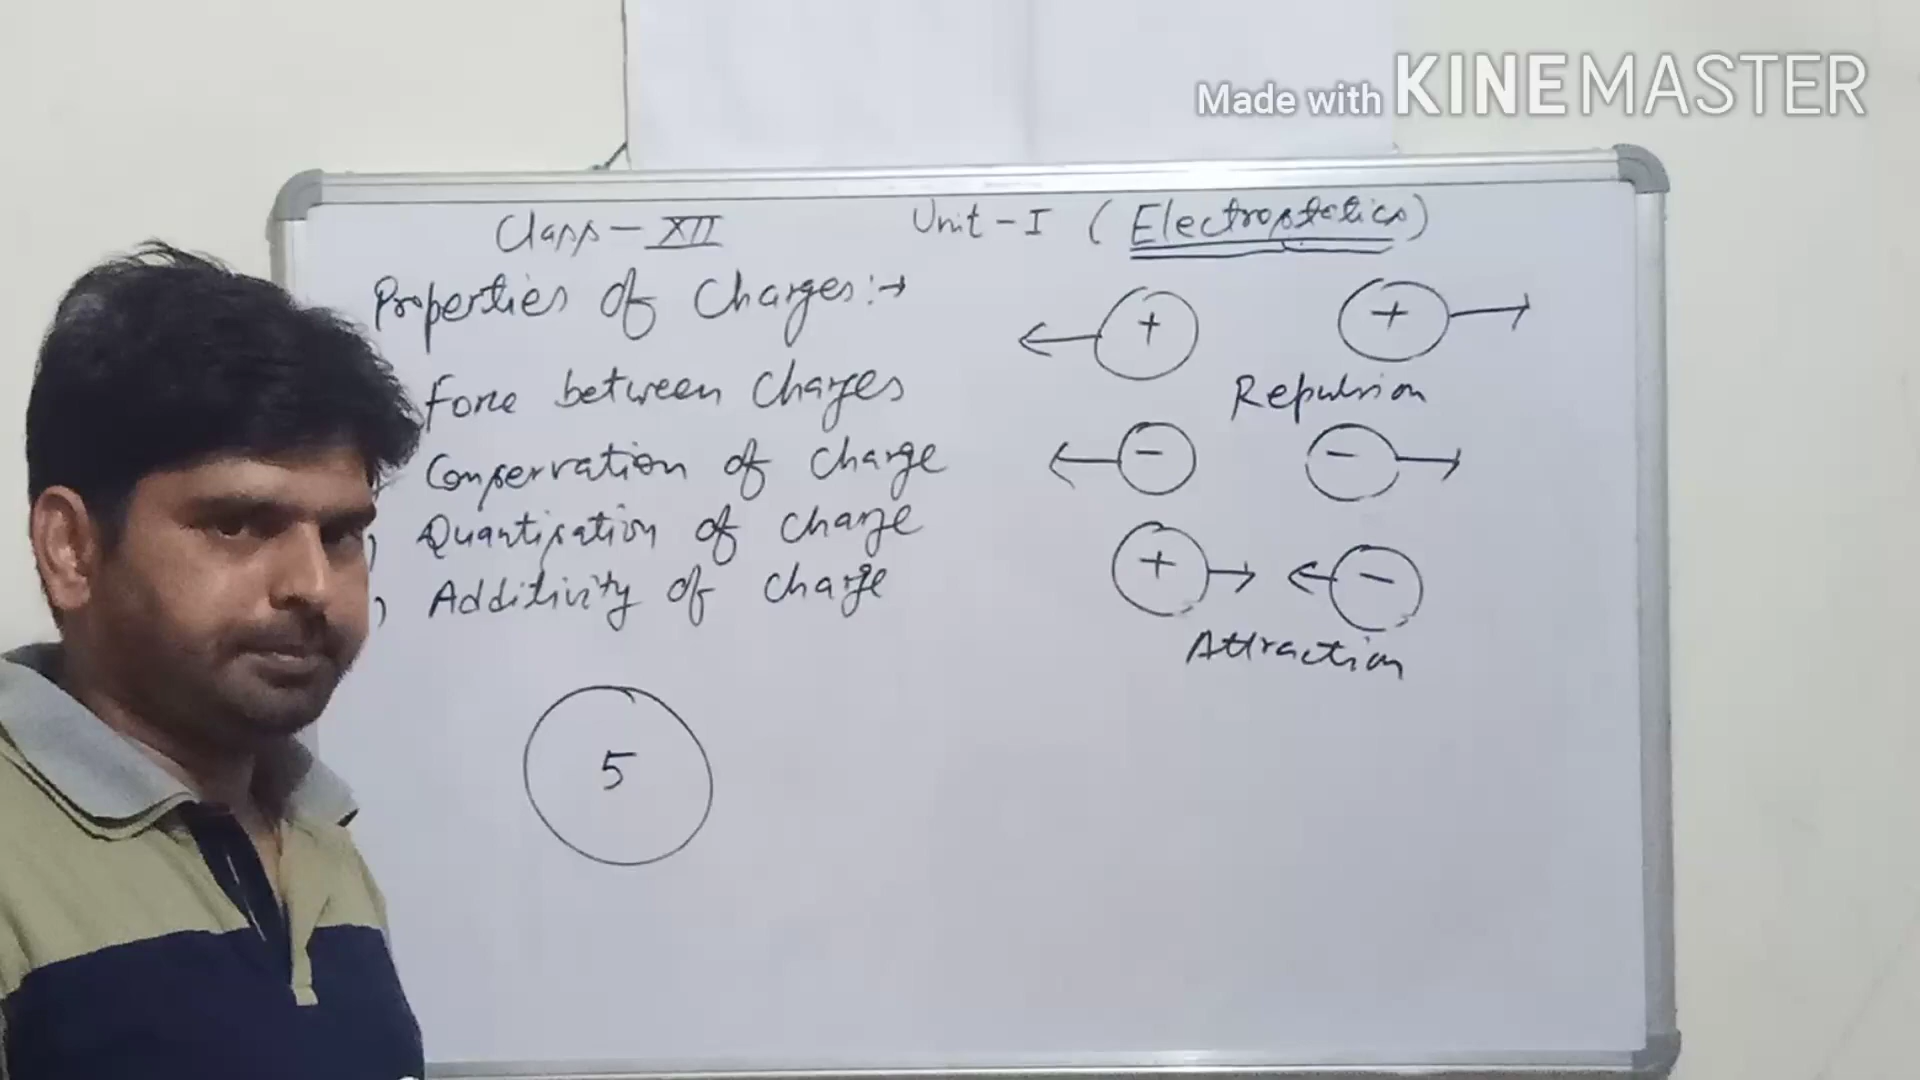 Made with KINEMASTER
Class - XII Unit - I (Electrostatics)
Properties of Charges :→
Force between Charges
Conservation of Charge
) Quantisation of Charge
) Additivity of Charge
+ +
Repulsion
- -
+ -
Attraction
5